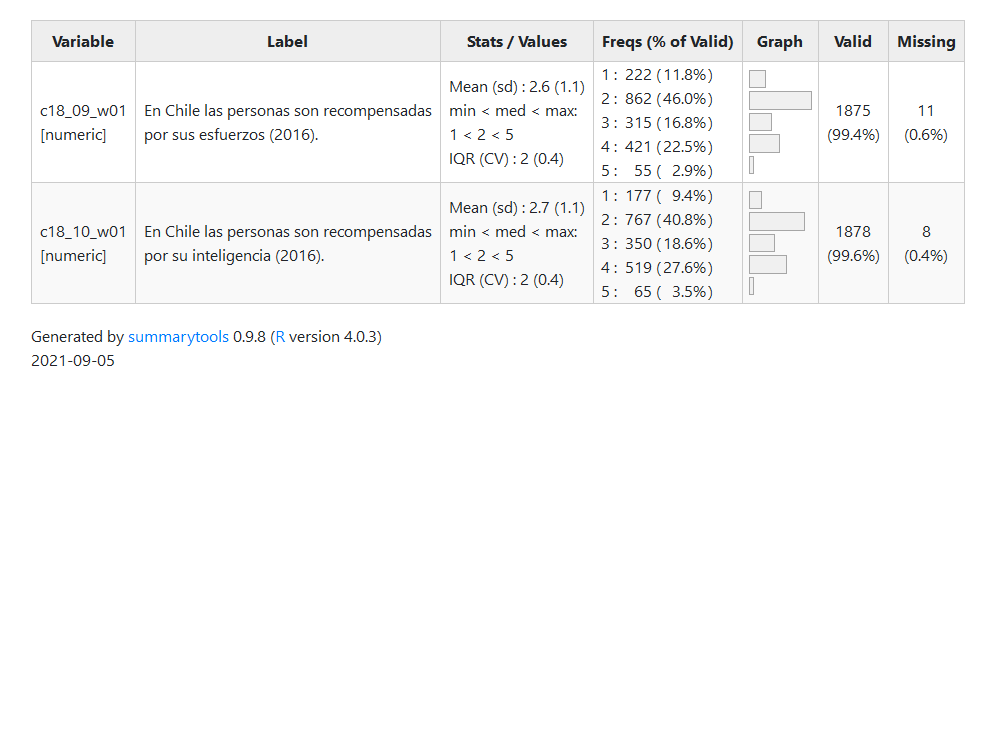 Variable Label Stats / Values Freqs (% of Valid) Graph Valid Missing
c18_09_w01
[numeric]
En Chile las personas son recompensadas
por sus esfuerzos (2016).
Mean (sd) : 2.6 (1.1)
min < med < max:
1 < 2 < 5
IQR (CV) : 2 (0.4)
1 : 222 (11.8%)
2 : 862 (46.0%)
3 : 315 (16.8%)
4 : 421 (22.5%)
5 : 55 ( 2.9%)
1875
(99.4%)
11
(0.6%)
c18_10_w01
[numeric]
En Chile las personas son recompensadas
por su inteligencia (2016).
Mean (sd) : 2.7 (1.1)
min < med < max:
1 < 2 < 5
IQR (CV) : 2 (0.4)
1 : 177 ( 9.4%)
2 : 767 (40.8%)
3 : 350 (18.6%)
4 : 519 (27.6%)
5 : 65 ( 3.5%)
1878
(99.6%)
8
(0.4%)
Generated by summarytools 0.9.8 (R version 4.0.3)
2021-09-05